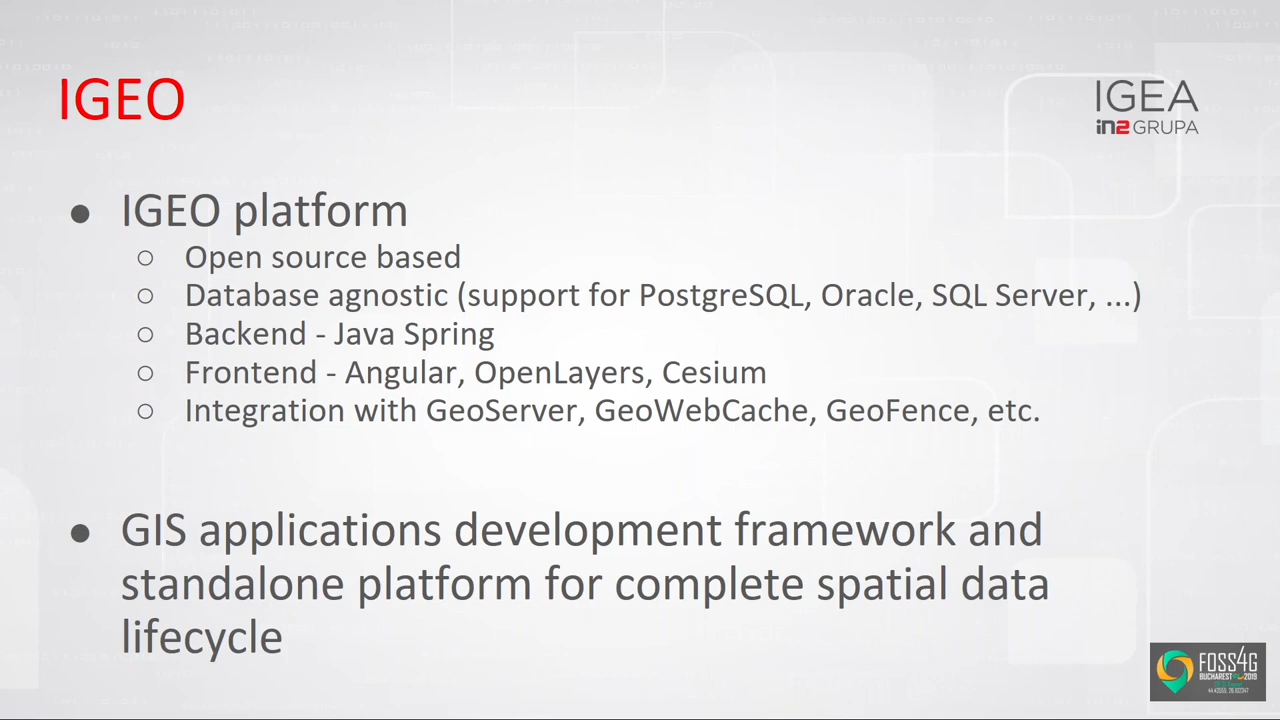 IGEO
IGEA
in2 GRUPA
● IGEO platform
○ Open source based
○ Database agnostic (support for PostgreSQL, Oracle, SQL Server, ...)
○ Backend - Java Spring
○ Frontend - Angular, OpenLayers, Cesium
○ Integration with GeoServer, GeoWebCache, GeoFence, etc.
● GIS applications development framework and
standalone platform for complete spatial data
lifecycle
FOSS4G
BUCHAREST 2019